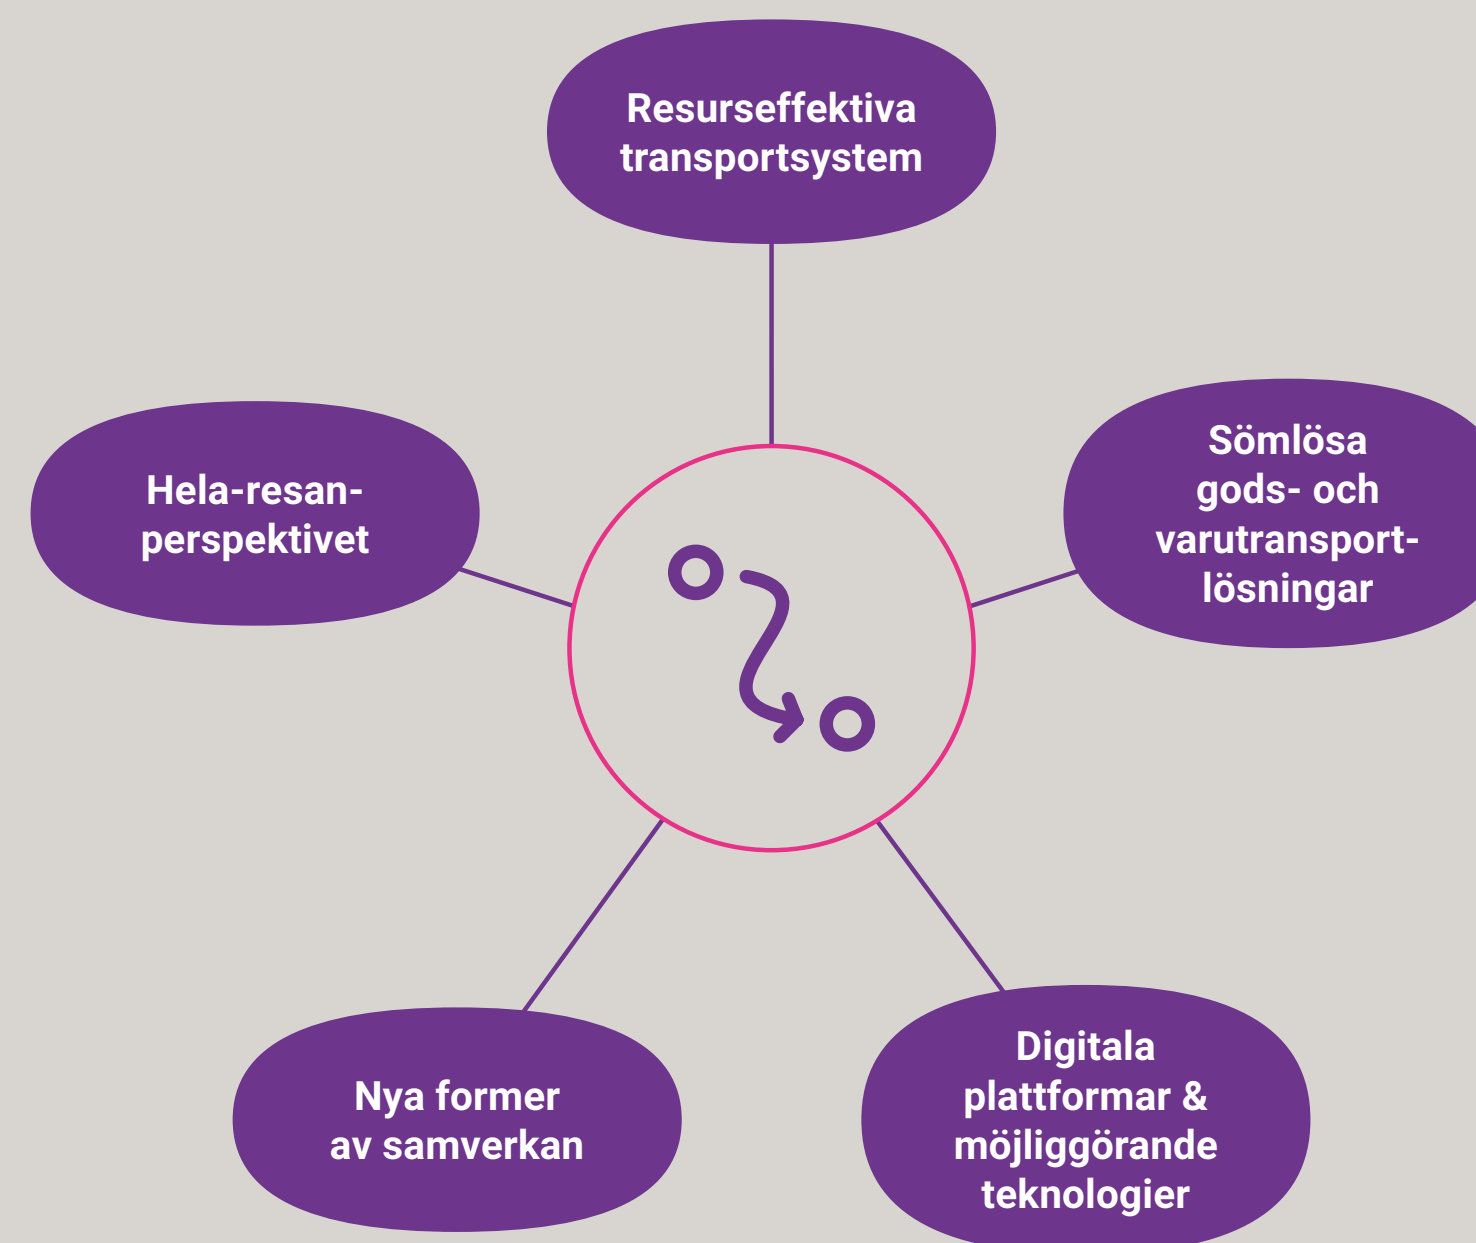 Resurseffektiva
transportsystem
Hela-resan-
perspektivet
Sömlösa
gods- och
varutransport-
lösningar
Nya former
av samverkan
Digitala
plattformar &
möjliggörande
teknologier